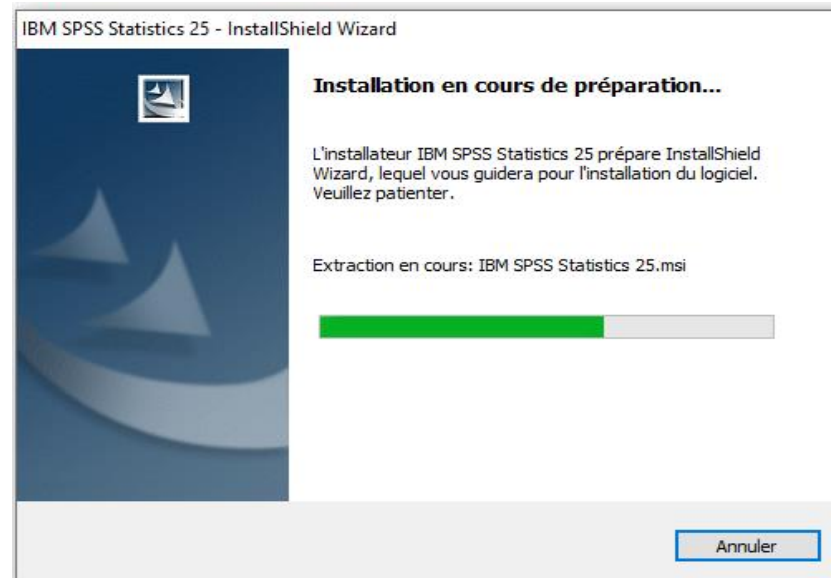 IBM SPSS Statistics 25 - InstallShield Wizard
Installation en cours de préparation...
L'installateur IBM SPSS Statistics 25 prépare InstallShield
Wizard, lequel vous guidera pour l'installation du logiciel.
Veuillez patienter.
Extraction en cours: IBM SPSS Statistics 25.msi
Annuler